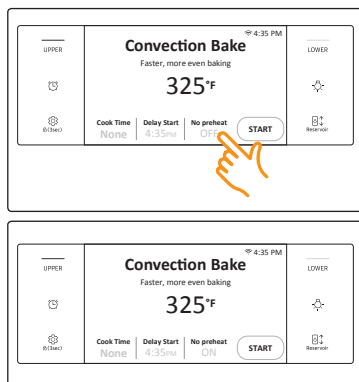 4:35 PM
UPPER
Convection Bake
LOWER
Faster, more even baking
325°F
Cook Time Delay Start No preheat
None 4:35PM OFF START
(3sec)
Reservoir
4:35 PM
UPPER
Convection Bake
LOWER
Faster, more even baking
325°F
Cook Time Delay Start No preheat
None 4:35PM ON START
(3sec)
Reservoir